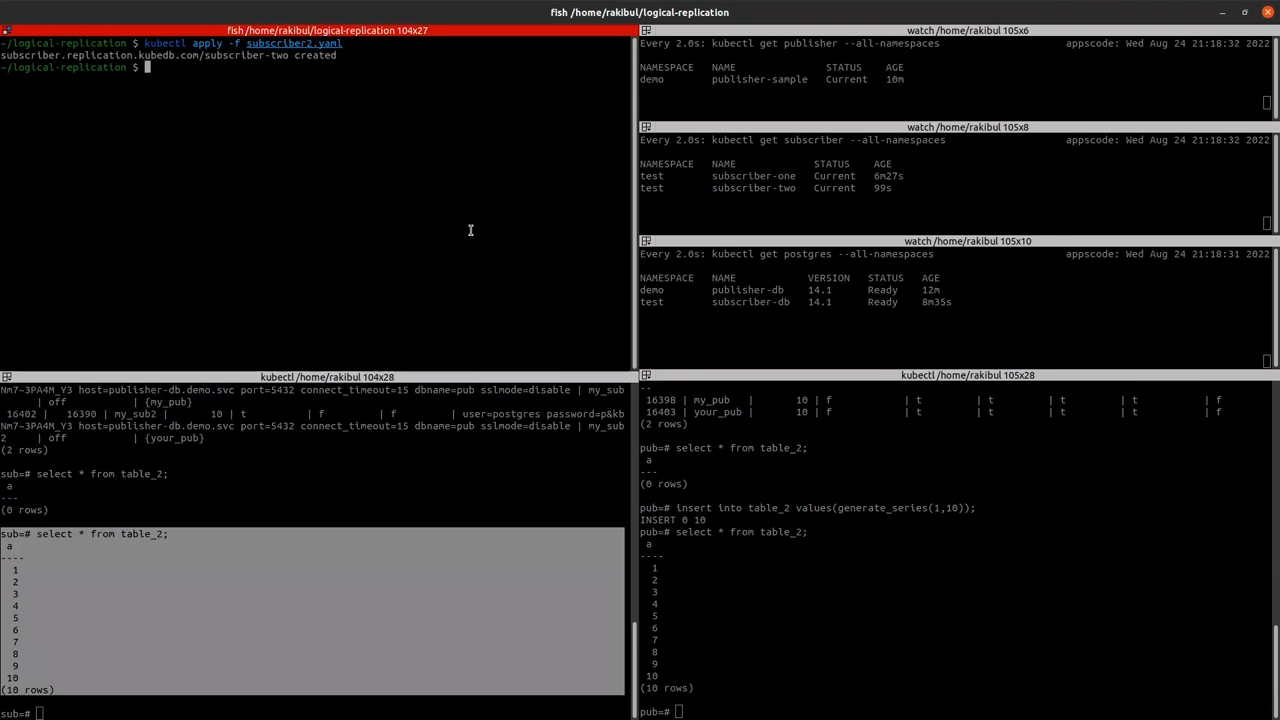 fish /home/rakibul/logical-replication
fish /home/rakibul/logical-replication 104x27
~/logical-replication $ kubectl apply -f subscriber2.yaml
subscriber.replication.kubedb.com/subscriber-two created
~/logical-replication $
watch /home/rakibul 105x6
Every 2.0s: kubectl get publisher --all-namespaces appscode: Wed Aug 24 21:18:32 2022
NAMESPACE NAME STATUS AGE
demo publisher-sample Current 10m
watch /home/rakibul 105x8
Every 2.0s: kubectl get subscriber --all-namespaces appscode: Wed Aug 24 21:18:32 2022
NAMESPACE NAME STATUS AGE
test subscriber-one Current 6m27s
test subscriber-two Current 99s
watch /home/rakibul 105x10
Every 2.0s: kubectl get postgres --all-namespaces appscode: Wed Aug 24 21:18:31 2022
NAMESPACE NAME VERSION STATUS AGE
demo publisher-db 14.1 Ready 12m
test subscriber-db 14.1 Ready 8m35s
kubectl /home/rakibul 104x28
Nm7~3PA4M_Y3 host=publisher-db.demo.svc port=5432 connect_timeout=15 dbname=pub sslmode=disable | my_sub
| off | {my_pub}
16402 | 16390 | my_sub2 | 10 | t | f | f | user=postgres password=p&kb
Nm7~3PA4M_Y3 host=publisher-db.demo.svc port=5432 connect_timeout=15 dbname=pub sslmode=disable | my_sub
2 | off | {your_pub}
(2 rows)
sub=# select * from table_2;
a
---
(0 rows)
sub=# select * from table_2;
a
----
1
2
3
4
5
6
7
8
9
10
(10 rows)
sub=#
kubectl /home/rakibul 105x28
--
16398 | my_pub | 10 | f | t | t | t | t | f
16403 | your_pub | 10 | f | t | t | t | t | f
(2 rows)
pub=# select * from table_2;
a
---
(0 rows)
pub=# insert into table_2 values(generate_series(1,10));
INSERT 0 10
pub=# select * from table_2;
a
----
1
2
3
4
5
6
7
8
9
10
(10 rows)
pub=#